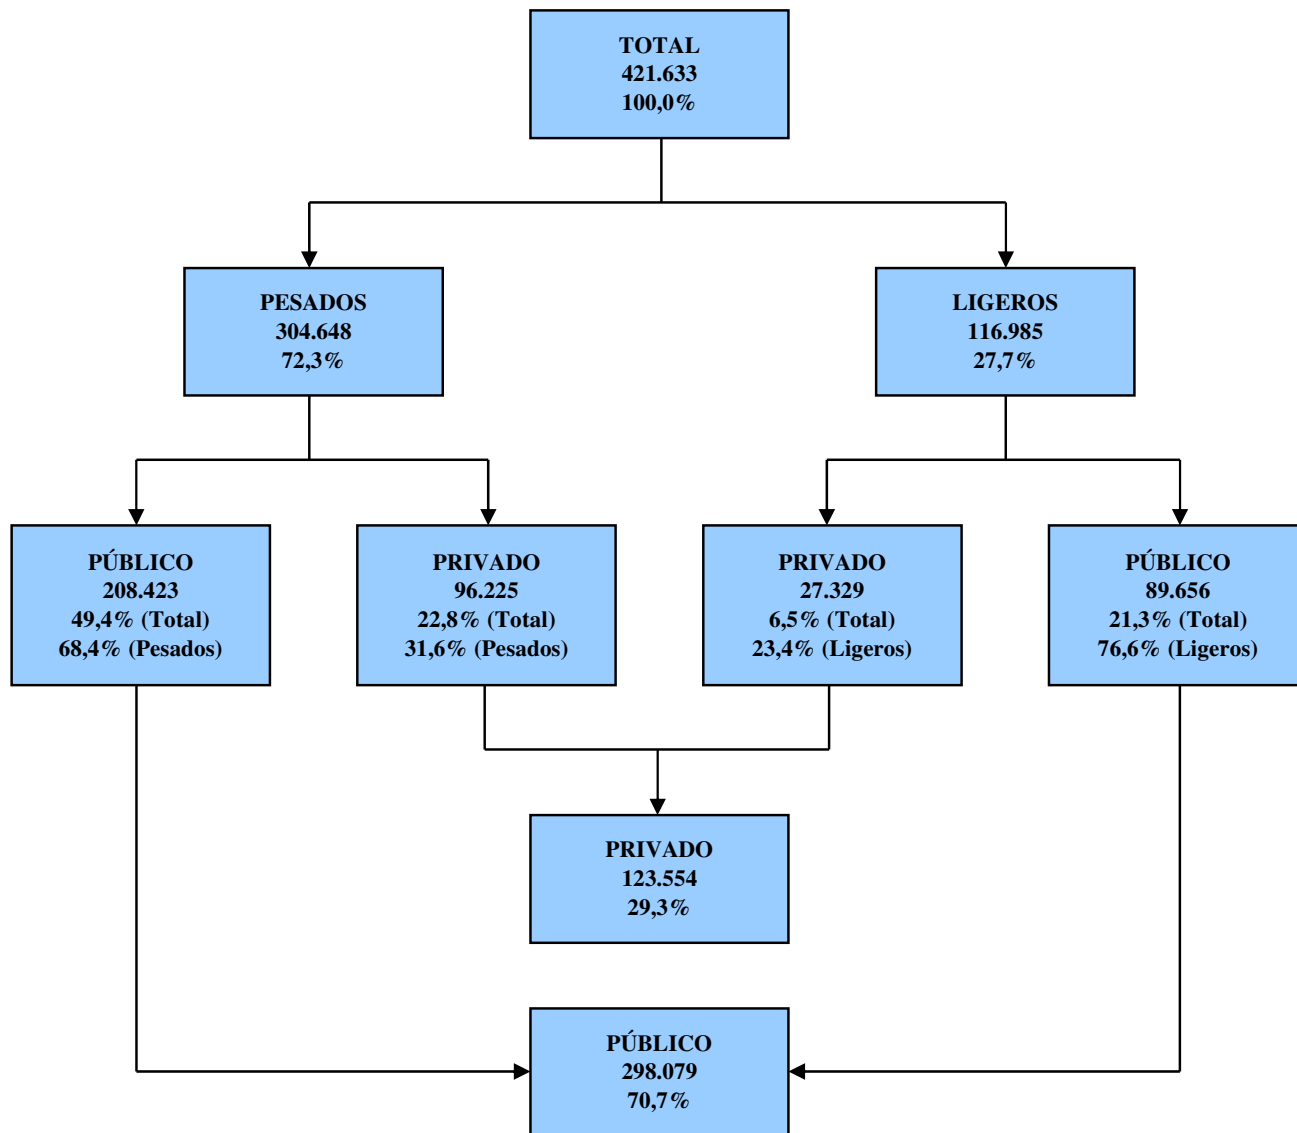 TOTAL
421.633
100,0%
PESADOS
304.648
72,3%
LIGEROS
116.985
27,7%
PÚBLICO
208.423
49,4% (Total)
68,4% (Pesados)
PRIVADO
96.225
22,8% (Total)
31,6% (Pesados)
PRIVADO
27.329
6,5% (Total)
23,4% (Ligeros)
PÚBLICO
89.656
21,3% (Total)
76,6% (Ligeros)
PRIVADO
123.554
29,3%
PÚBLICO
298.079
70,7%